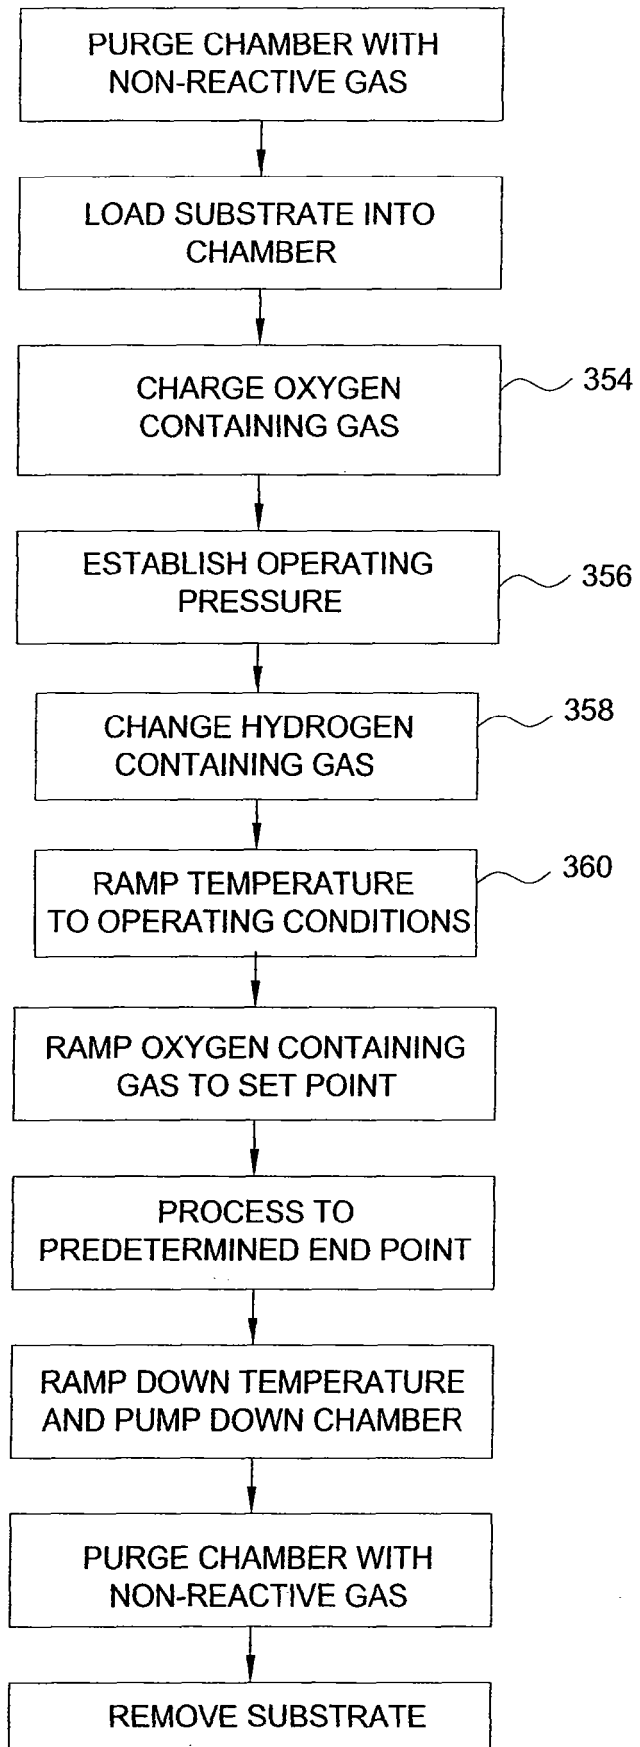 PURGE CHAMBER WITH
NON-REACTIVE GAS
LOAD SUBSTRATE INTO
CHAMBER
CHARGE OXYGEN
CONTAINING GAS
354
ESTABLISH OPERATING
PRESSURE
356
CHANGE HYDROGEN
CONTAINING GAS
358
RAMP TEMPERATURE
TO OPERATING CONDITIONS
360
RAMP OXYGEN CONTAINING
GAS TO SET POINT
PROCESS TO
PREDETERMINED END POINT
RAMP DOWN TEMPERATURE
AND PUMP DOWN CHAMBER
PURGE CHAMBER WITH
NON-REACTIVE GAS
REMOVE SUBSTRATE